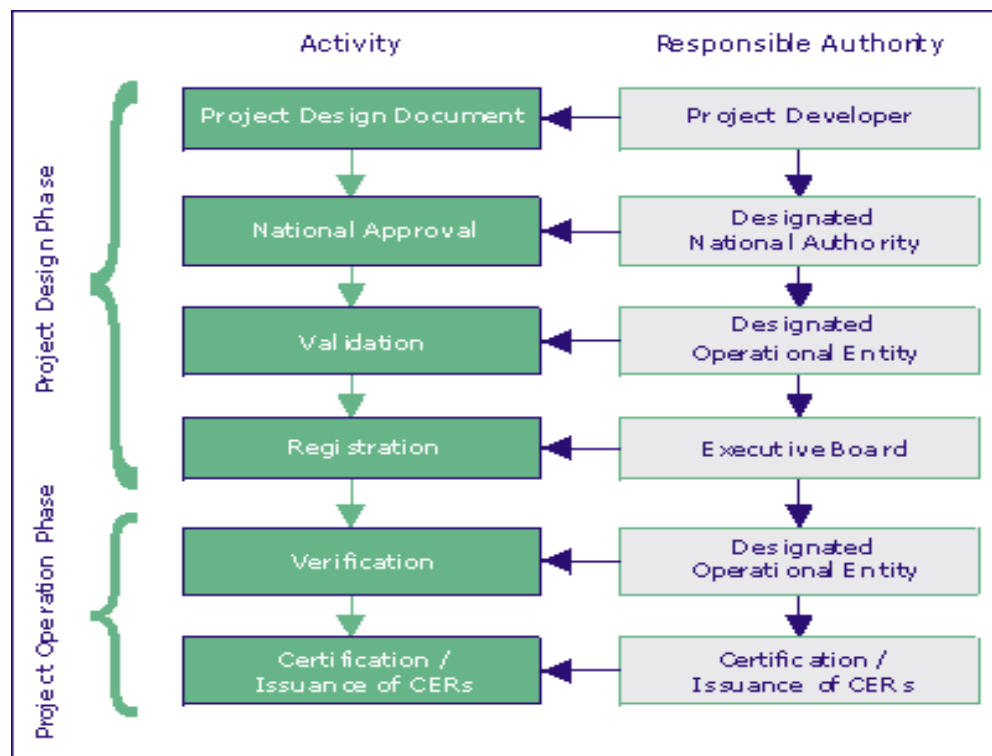 Activity
Responsible Authority
Project Design Phase
Project Design Document
Project Developer
National Approval
Designated
National Authority
Validation
Designated
Operational Entity
Registration
Executive Board
Project Operation Phase
Verification
Designated
Operational Entity
Certification /
Issuance of CERs
Certification /
Issuance of CERs